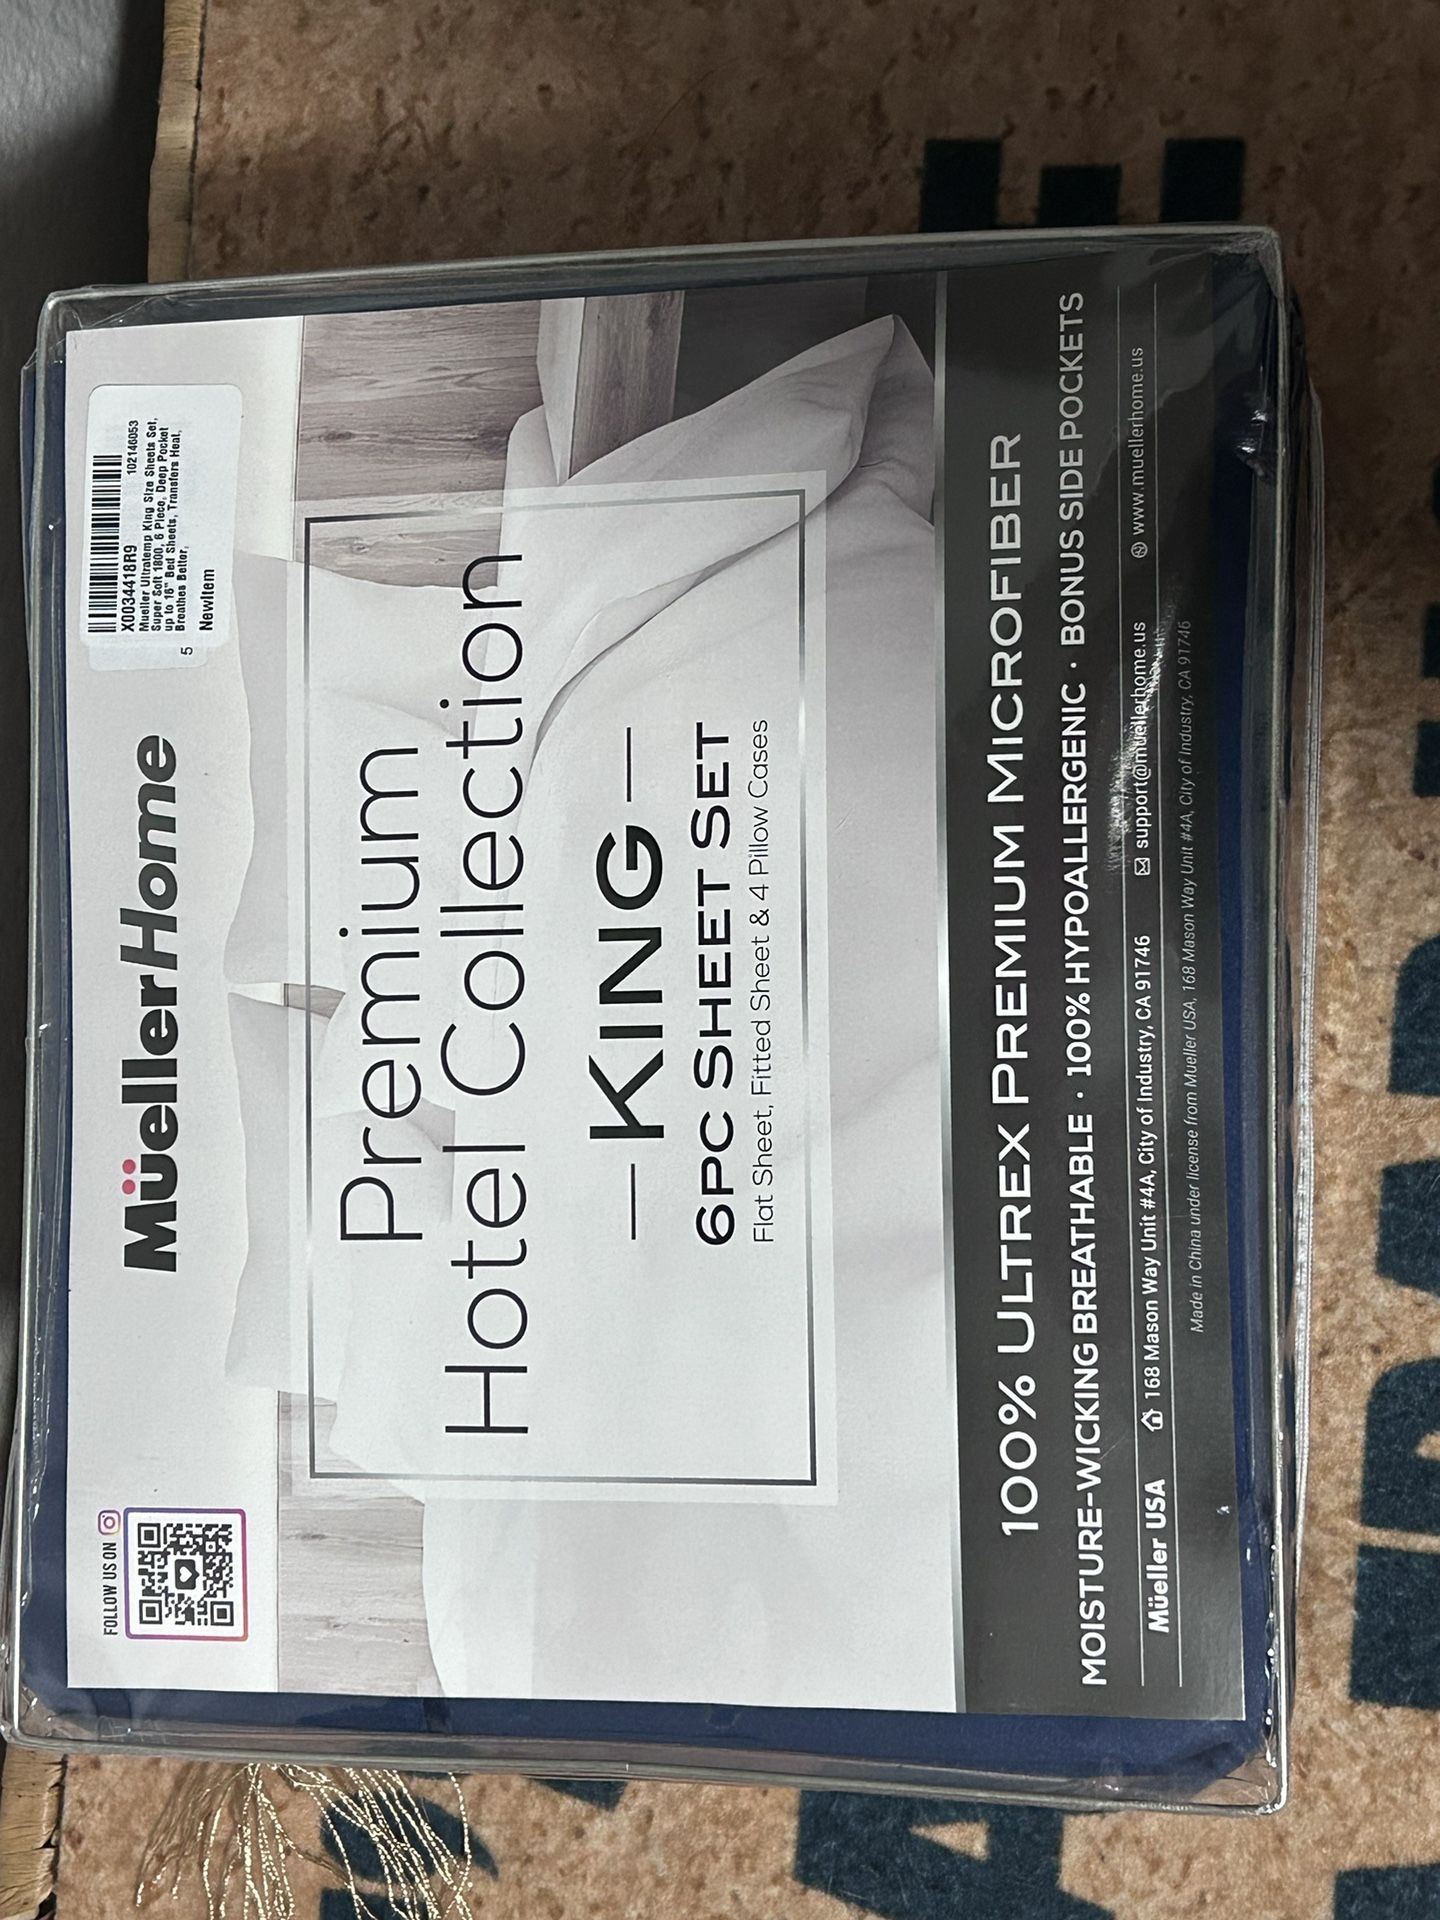 FOLLOW US ON
MüellerHome
X0034418R9 102146053
Mueller Ultratemp King Size Sheets Set,
Super Soft 1800, 6 Piece, Deep Pocket
up to 16" Bed Sheets, Transfers Heat,
Breathes Better,
NewItem
5
Premium
Hotel Collection
KING
6PC SHEET SET
Flat Sheet, Fitted Sheet & 4 Pillow Cases
100% ULTREX PREMIUM MICROFIBER
MOISTURE-WICKING BREATHABLE · 100% HYPOALLERGENIC · BONUS SIDE POCKETS
Müeller USA 168 Mason Way Unit #4A, City of Industry, CA 91746 support@muellerhome.us www.muellerhome.us
Made in China under license from Mueller USA, 168 Mason Way Unit #4A, City of Industry, CA 91746